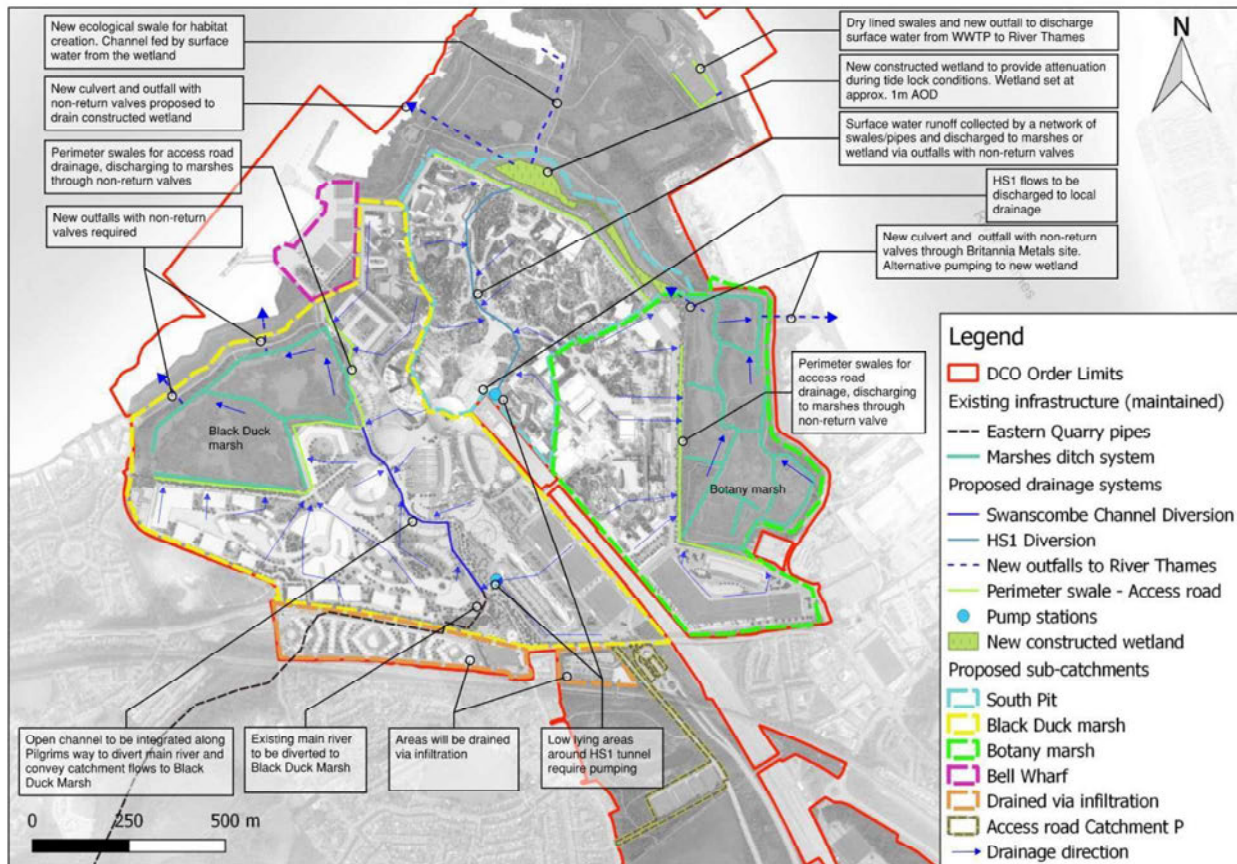 New ecological swale for habitat
creation. Channel fed by surface
water from the wetland
New culvert and outfall with
non-return valves proposed to
drain constructed wetland
Perimeter swales for access road
drainage, discharging to marshes
through non-return valves
New outfalls with non-return
valves required
Dry lined swales and new outfall to discharge
surface water from WWTP to River Thames
New constructed wetland to provide attenuation
during tide lock conditions. Wetland set at
approx. 1m AOD
Surface water runoff collected by a network of
swales/pipes and discharged to marshes or
wetland via outfalls with non-return valves
HS1 flows to be
discharged to local
drainage
New culvert and outfall with non-return
valves through Britannia Metals site.
Alternative pumping to new wetland
N
Perimeter swales for
access road
drainage, discharging
to marshes through
non-return valve
Black Duck
marsh
Botany marsh
Open channel to be integrated along
Pilgrims way to divert main river and
convey catchment flows to Black
Duck Marsh
Existing main river
to be diverted to
Black Duck Marsh
Areas will be drained
via infiltration
Low lying areas
around HS1 tunnel
require pumping
0 250 500 m
Legend
DCO Order Limits
Existing infrastructure (maintained)
Eastern Quarry pipes
Marshes ditch system
Proposed drainage systems
Swanscombe Channel Diversion
HS1 Diversion
New outfalls to River Thames
Perimeter swale - Access road
Pump stations
New constructed wetland
Proposed sub-catchments
South Pit
Black Duck marsh
Botany marsh
Bell Wharf
Drained via infiltration
Access road Catchment P
Drainage direction